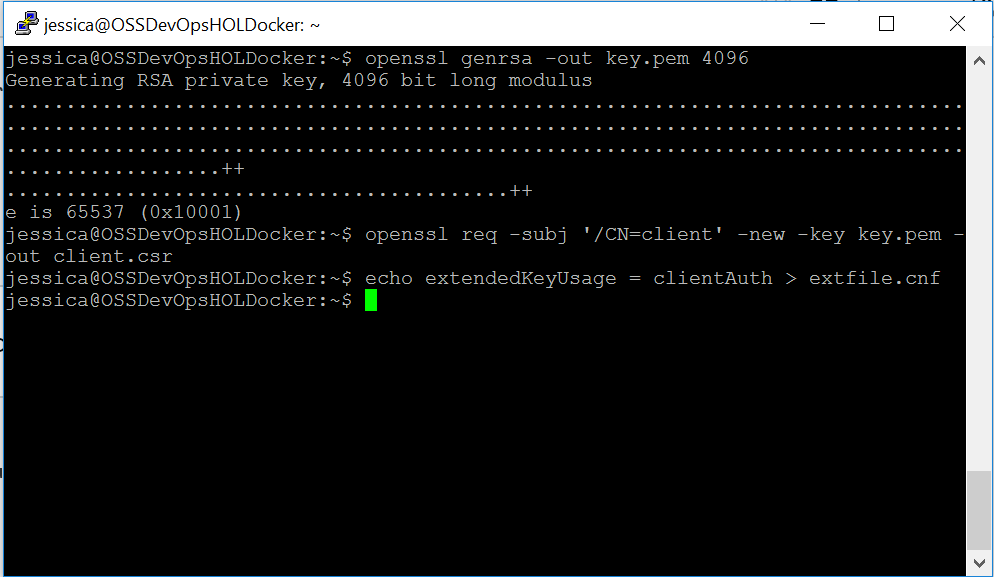 jessica@OSSDevOpsHOLDocker: ~
jessica@OSSDevOpsHOLDocker:~$ openssl genrsa -out key.pem 4096
Generating RSA private key, 4096 bit long modulus
................................................................................
................................................................................
................................................................................
..................++
..........................................++
e is 65537 (0x10001)
jessica@OSSDevOpsHOLDocker:~$ openssl req -subj '/CN=client' -new -key key.pem -
out client.csr
jessica@OSSDevOpsHOLDocker:~$ echo extendedKeyUsage = clientAuth > extfile.cnf
jessica@OSSDevOpsHOLDocker:~$